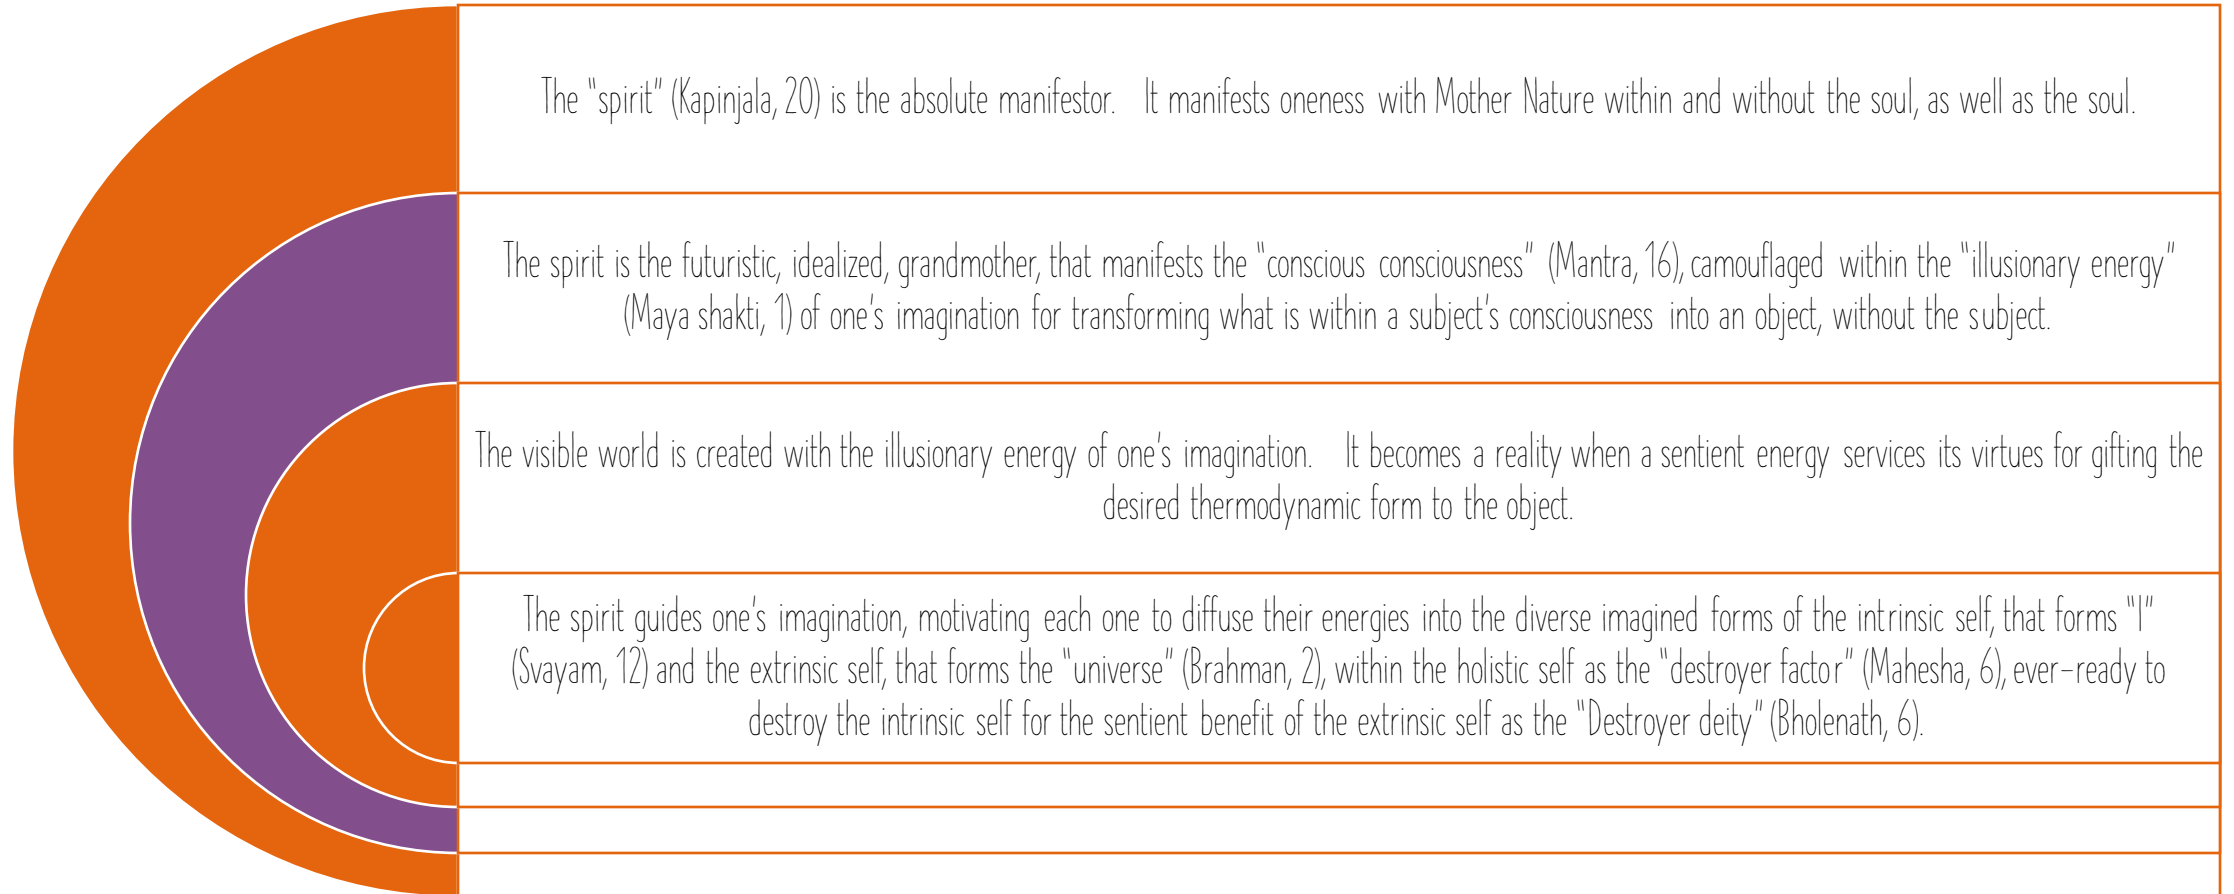 The “spirit” (Kapinjala, 20) is the absolute manifestor. It manifests oneness with Mother Nature within and without the soul, as well as the soul.
The spirit is the futuristic, idealized, grandmother, that manifests the “conscious consciousness” (Mantra, 16), camouflaged within the “illusionary energy”
(Maya shakti, 1) of one’s imagination for transforming what is within a subject’s consciousness into an object, without the subject.
The visible world is created with the illusionary energy of one’s imagination. It becomes a reality when a sentient energy services its virtues for gifting the
desired thermodynamic form to the object.
The spirit guides one’s imagination, motivating each one to diffuse their energies into the diverse imagined forms of the intrinsic self, that forms “I”
(Svayam, 12) and the extrinsic self, that forms the “universe” (Brahman, 2), within the holistic self as the “destroyer factor” (Mahesha, 6), ever-ready to
destroy the intrinsic self for the sentient benefit of the extrinsic self as the “Destroyer deity” (Bholenath, 6).